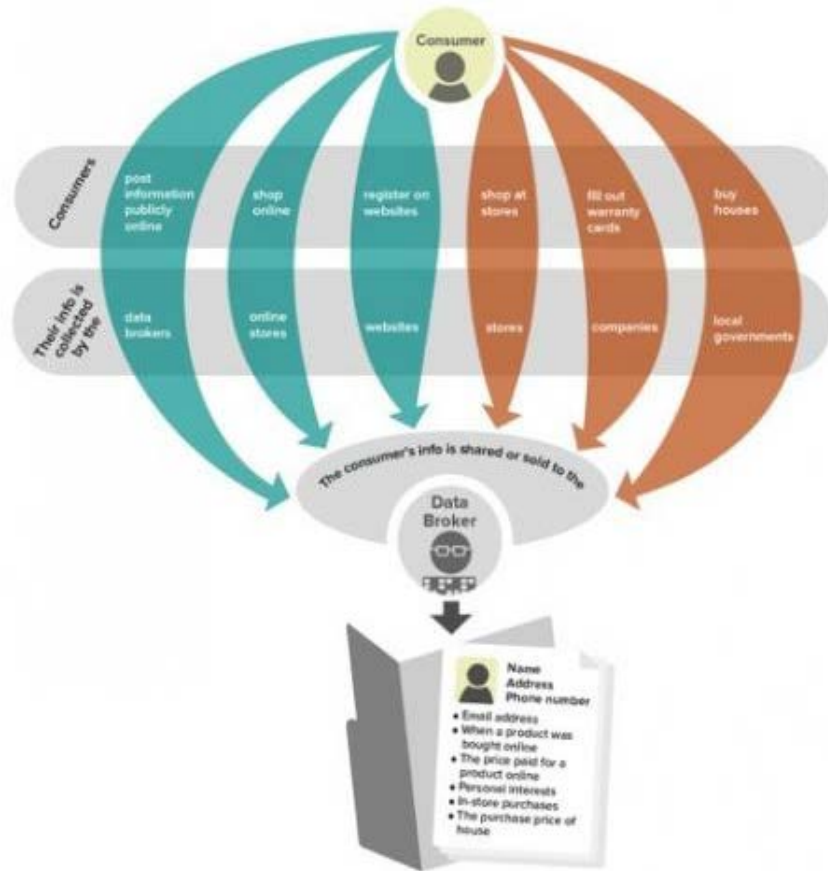 Consumer
Consumers
post
information
publicly
online
shop
online
register on
websites
shop at
stores
fill out
warranty
cards
buy
houses
Their info is
collected
by the
data
brokers
online
stores
websites
stores
companies
local
governments
The consumer's info is shared or sold to the
Data
Broker
Name
Address
Phone number
• Email address
• When a product was
bought online
• The price paid for a
product online
• Personal interests
• In-store purchases
• The purchase price of
house